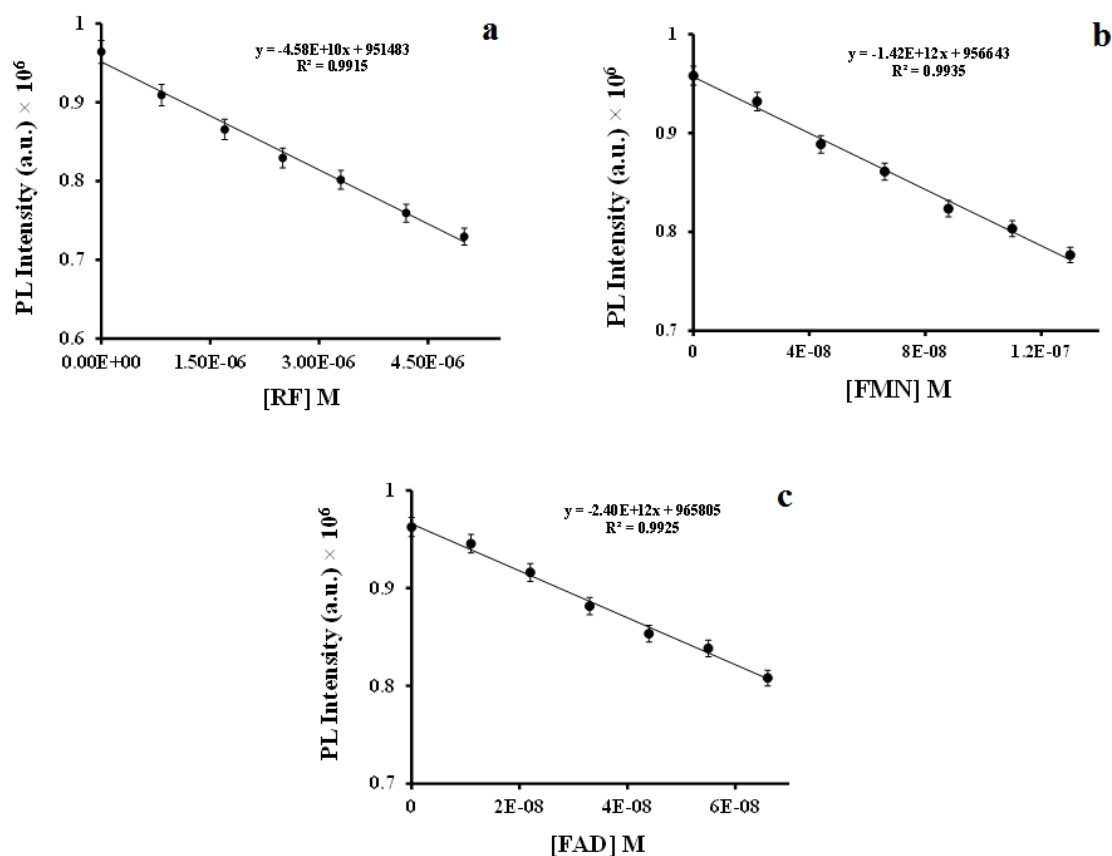 a
y = -4.58E+10x + 951483
R² = 0.9915
PL Intensity (a.u.) × 10⁶
1
0.9
0.8
0.7
0.6
0.00E+00 1.50E-06 3.00E-06 4.50E-06
[RF] M
b
y = -1.42E+12x + 956643
R² = 0.9935
PL Intensity (a.u.) × 10⁶
1
0.9
0.8
0.7
0 4E-08 8E-08 1.2E-07
[FMN] M
c
y = -2.40E+12x + 965805
R² = 0.9925
PL Intensity (a.u.) × 10⁶
1
0.9
0.8
0.7
0 2E-08 4E-08 6E-08
[FAD] M